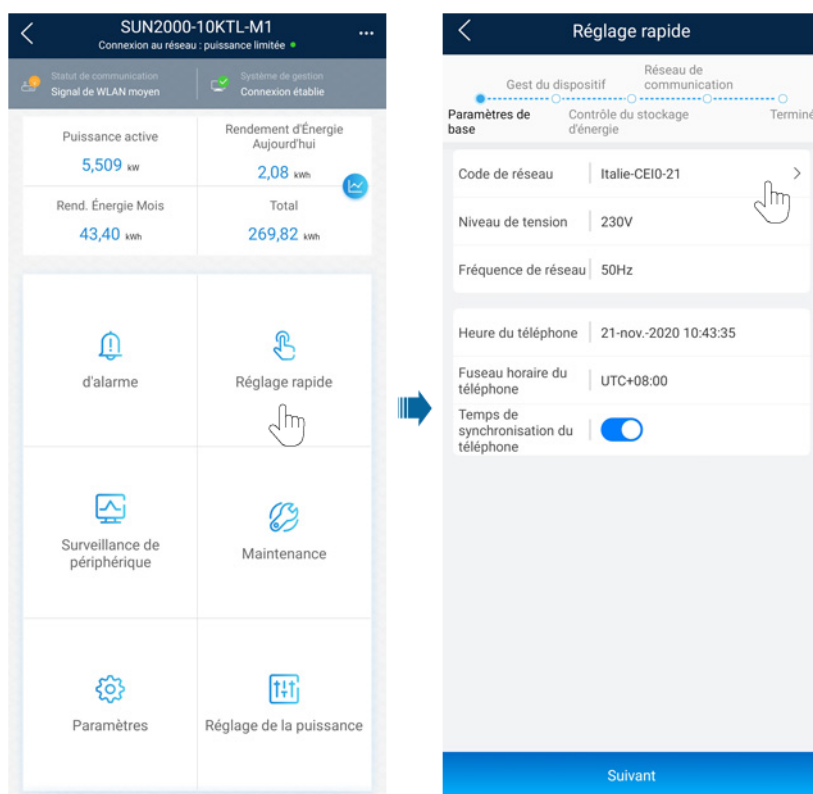 SUN2000-10KTL-M1
Connexion au réseau : puissance limitée
Statut de communication
Signal de WLAN moyen
Système de gestion
Connexion établie
Puissance active
5,509 kW
Rendement d'Énergie
Aujourd'hui
2,08 kWh
Rend. Énergie Mois
43,40 kWh
Total
269,82 kWh
d'alarme
Réglage rapide
Surveillance de
périphérique
Maintenance
Paramètres
Réglage de la puissance
Réglage rapide
Gest du dispositif
Réseau de
communication
Paramètres de
base
Contrôle du stockage
d'énergie
Terminé
Code de réseau
Italie-CEI0-21
Niveau de tension
230V
Fréquence de réseau
50Hz
Heure du téléphone
21-nov.-2020 10:43:35
Fuseau horaire du
téléphone
UTC+08:00
Temps de
synchronisation du
téléphone
Suivant